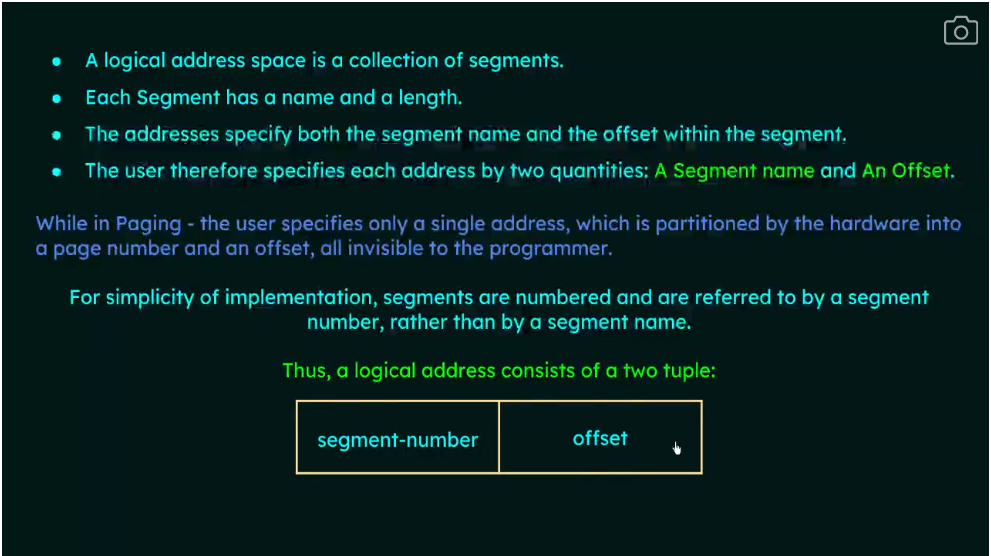 • A logical address space is a collection of segments.
• Each Segment has a name and a length.
• The addresses specify both the segment name and the offset within the segment.
• The user therefore specifies each address by two quantities: A Segment name and An Offset.
While in Paging - the user specifies only a single address, which is partitioned by the hardware into
a page number and an offset, all invisible to the programmer.
For simplicity of implementation, segments are numbered and are referred to by a segment
number, rather than by a segment name.
Thus, a logical address consists of a two tuple:
segment-number offset